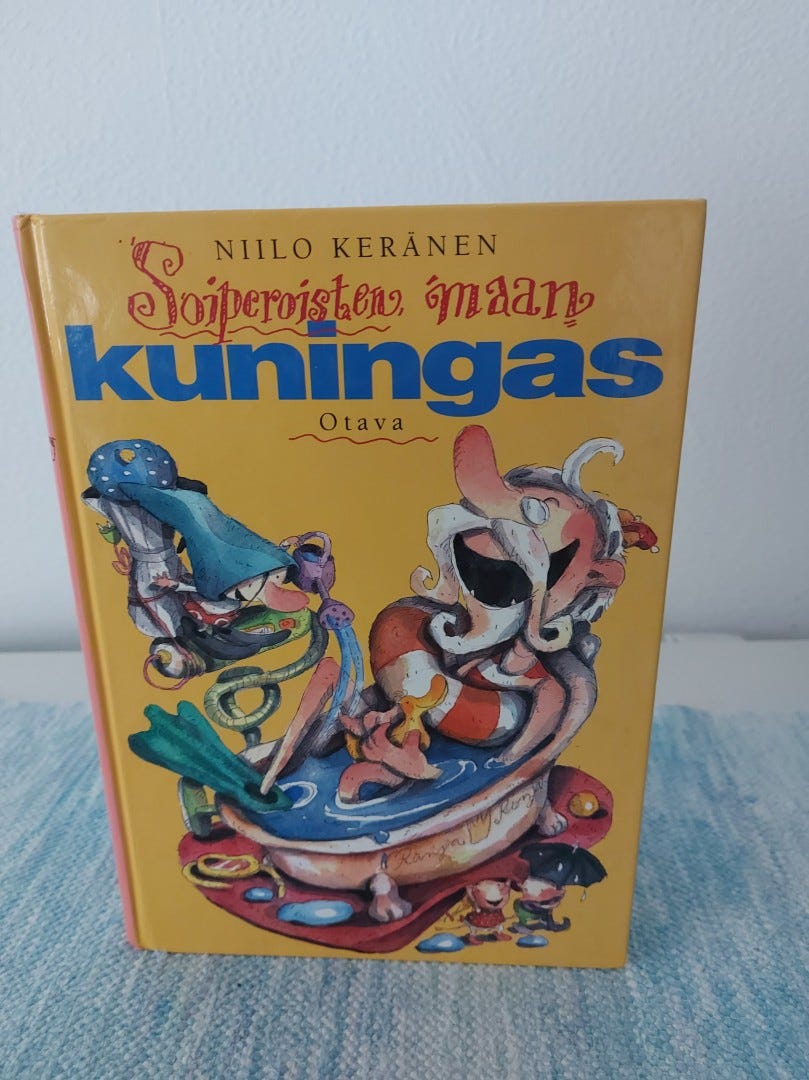 NIILO KERÄNEN
Soiperoisten maan
kuningas
Otava